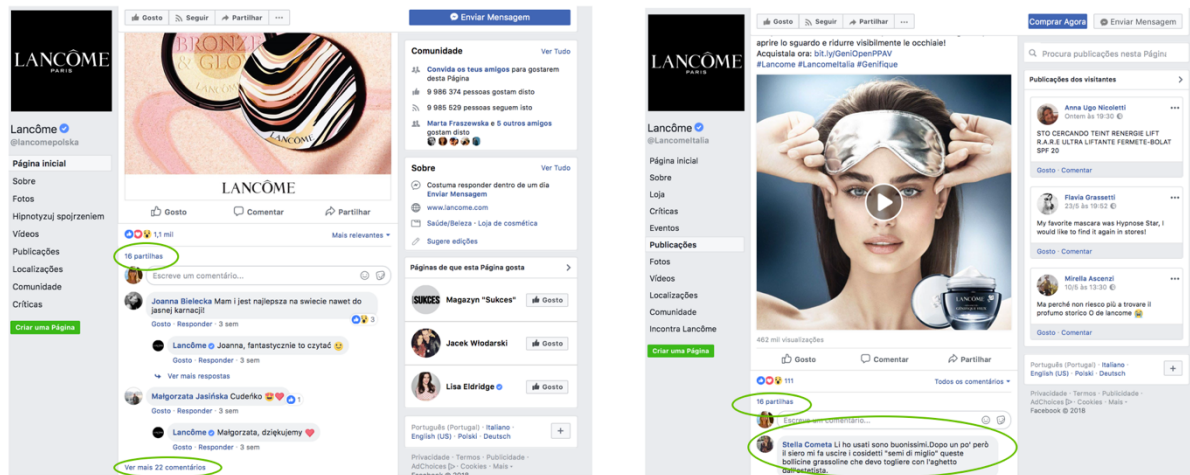 LANCÔME
PARIS
Lancôme
@lancomepolska
Página inicial
Sobre
Fotos
Hipnotyzuj spojrzeniem
Vídeos
Publicações
Localizações
Comunidade
Críticas
Criar uma Página
Gosto
Seguir
Partilhar
BRONZE
& GLOW
LANCÔME
LANCÔME
Gosto Comentar Partilhar
1,1 mil Mais relevantes
16 partilhas
Escreve um comentário...
Joanna Bielecka Mam i jest najlepsza na swiecie nawet do
jasnej karnacji!
3
Gosto · Responder · 3 sem
Lancôme Joanna, fantastycznie to czytać
Gosto · Responder · 3 sem
Ver mais respostas
Małgorzata Jasińska Cudeńko
1
Gosto · Responder · 3 sem
Lancôme Małgorzata, dziękujemy
Gosto · Responder · 3 sem
Ver mais 22 comentários
Enviar Mensagem
Comunidade Ver Tudo
Convida os teus amigos para gostarem
desta Página
9 986 374 pessoas gostam disto
9 985 529 pessoas seguem isto
Marta Fraszewska e 5 outros amigos
gostam disto
Sobre Ver Tudo
Costuma responder dentro de um dia
Enviar Mensagem
www.lancome.com
Saúde/Beleza · Loja de cosmética
Sugere edições
Páginas de que esta Página gosta
SUKCES Magazyn "Sukces" Gosto
Jacek Włodarski Gosto
Lisa Eldridge Gosto
Português (Portugal) · Italiano ·
English (US) · Polski · Deutsch
Privacidade · Termos · Publicidade ·
AdChoices · Cookies · Mais ·
Facebook © 2018
LANCÔME
PARIS
Lancôme
@LancomeItalia
Página inicial
Sobre
Loja
Críticas
Eventos
Publicações
Fotos
Vídeos
Localizações
Comunidade
Incontra Lancôme
Criar uma Página
Gosto
Seguir
Partilhar
aprire lo sguardo e ridurre visibilmente le occhiaie!
Acquistala ora: bit.ly/GeniOpenPPAV
#Lancome #LancomeItalia #Genifique
LANCÔME
462 mil visualizações
Gosto Comentar Partilhar
111 Todos os comentários
16 partilhas
Escreve um comentário...
Stella Cometa Li ho usati sono buonissimi.Dopo un po' però
il siero mi fa uscire i cosidetti "semi di miglio" queste
bollicine grassoline che devo togliere con l'aghetto
dall'estetista.
Comprar Agora Enviar Mensagem
Procura publicações nesta Página
Publicações dos visitantes
Anna Ugo Nicoletti
Ontem às 19:30
STO CERCANDO TEINT RENERGIE LIFT
R.A.R.E ULTRA LIFTANTE FERMETE-BOLAT
SPF 20
Gosto · Comentar
Flavia Grassetti
23/5 às 19:52
My favorite mascara was Hypnose Star, I
would like to find it again in stores!
Gosto · Comentar
Mirella Ascenzi
10/5 às 13:30
Ma perché non riesco più a trovare il
profumo storico O de lancome
Gosto · Comentar
Português (Portugal) · Italiano ·
English (US) · Polski · Deutsch
Privacidade · Termos · Publicidade ·
AdChoices · Cookies · Mais ·
Facebook © 2018